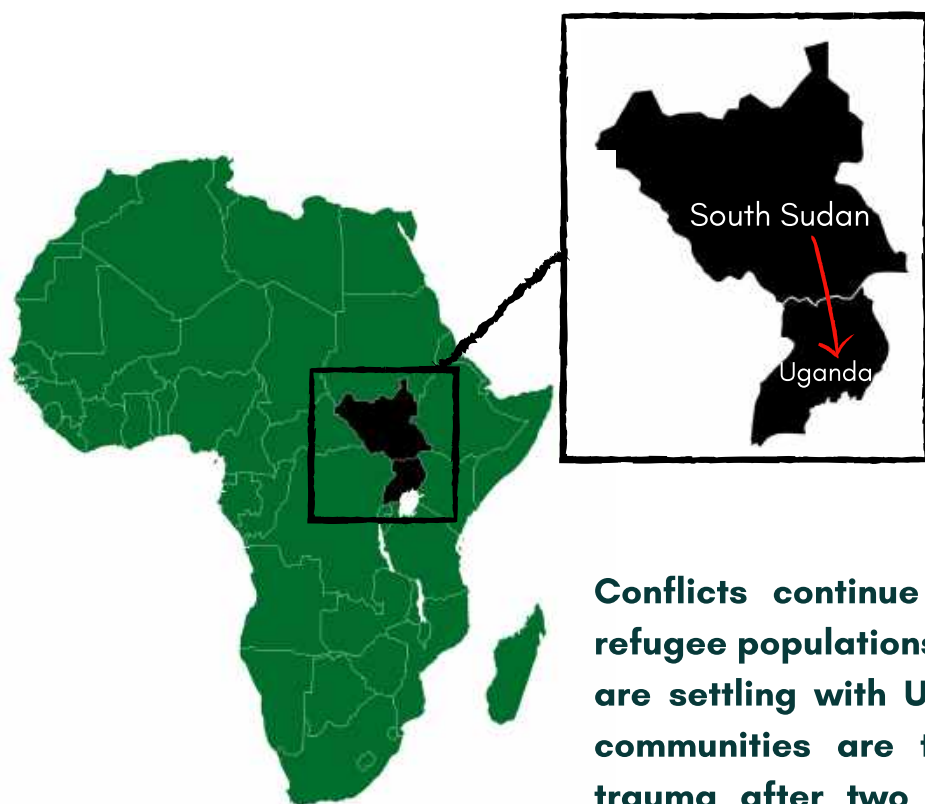 South Sudan
Uganda
Conflicts continue
refugee populations
are settling with U
communities are
trauma after two